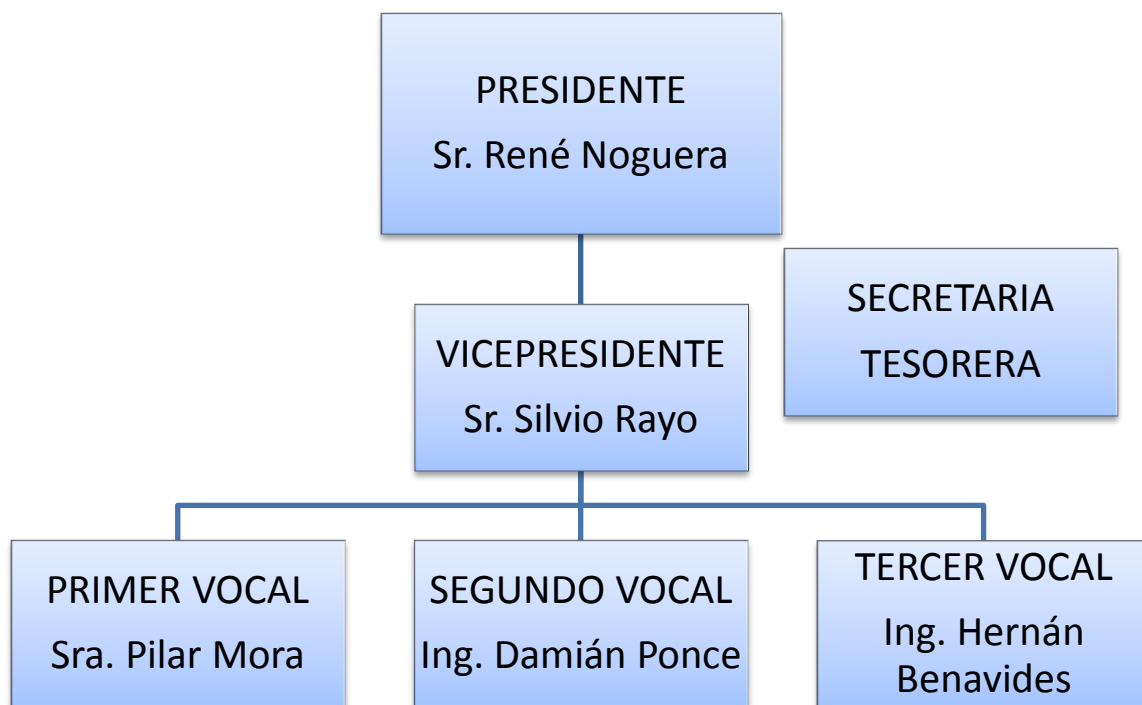 PRESIDENTE
Sr. René Noguera
SECRETARIA
TESORERA
VICEPRESIDENTE
Sr. Silvio Rayo
PRIMER VOCAL
Sra. Pilar Mora
SEGUNDO VOCAL
Ing. Damián Ponce
TERCER VOCAL
Ing. Hernán
Benavides